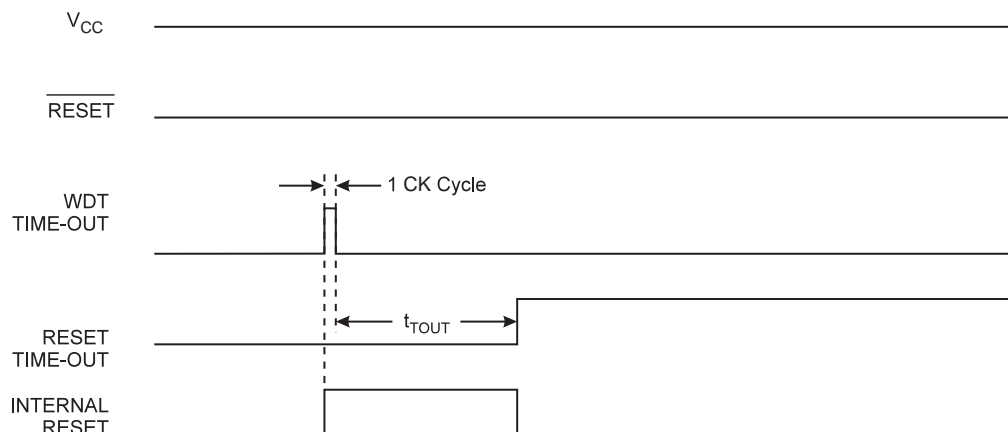 VCC
RESET
1 CK Cycle
WDT
TIME-OUT
tTOUT
RESET
TIME-OUT
INTERNAL
RESET